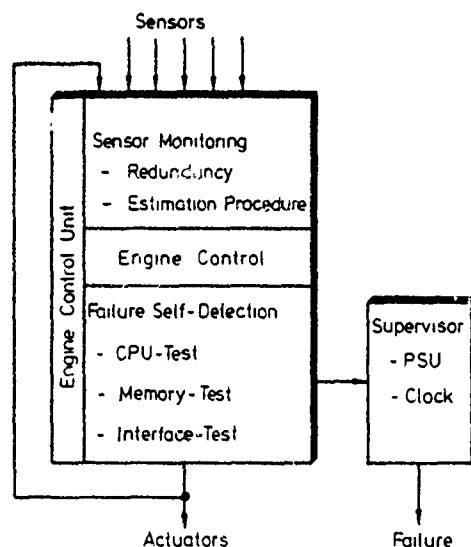 Sensors
Engine Control Unit
Sensor Monitoring
- Redundancy
- Estimation Procedure
Engine Control
Failure Self-Detection
- CPU-Test
- Memory-Test
- Interface-Test
Supervisor
- PSU
- Clock
Actuators
Failure